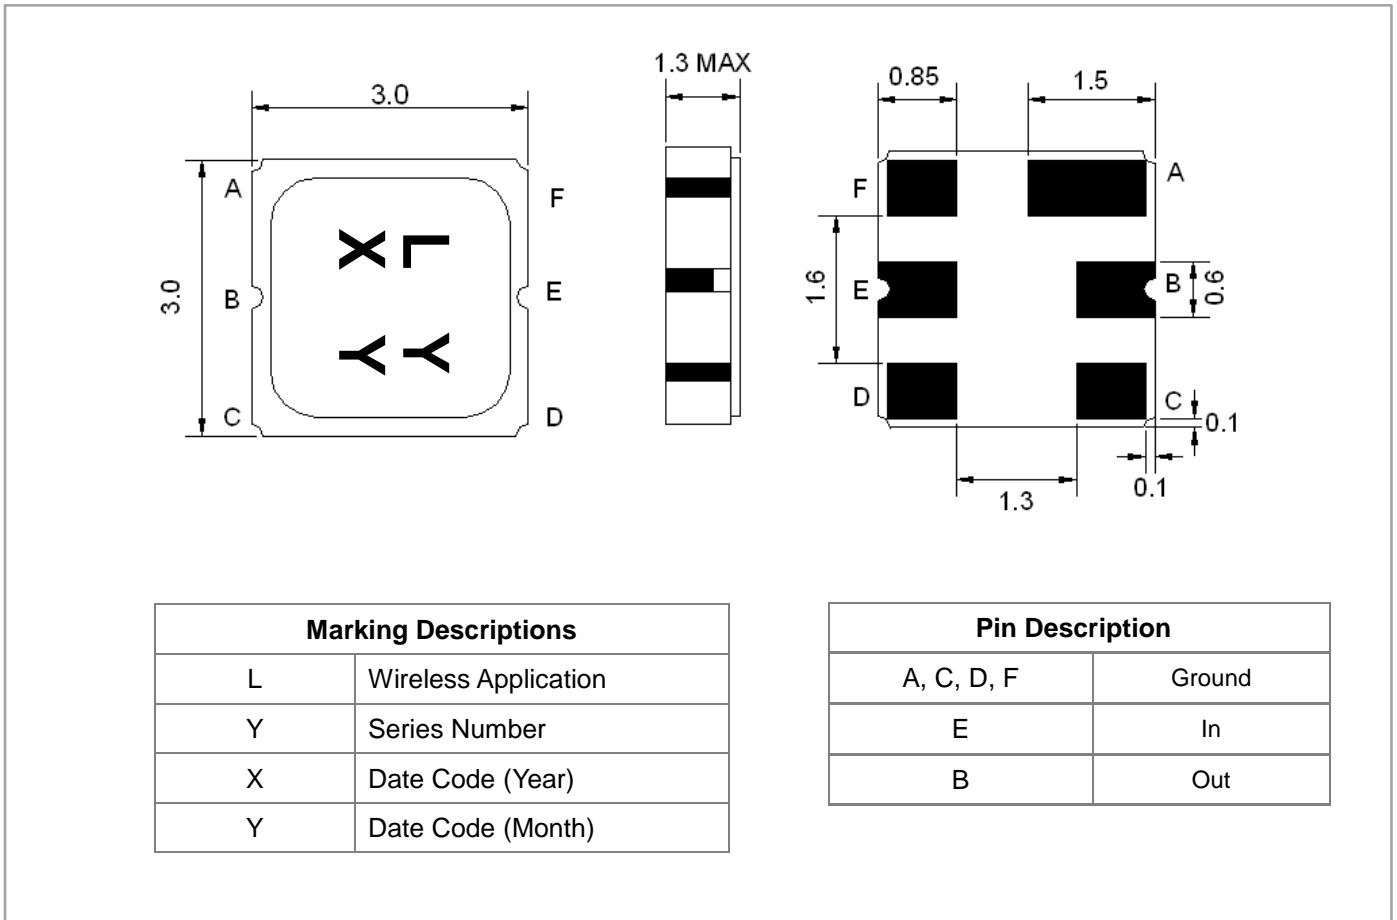 3.0
3.0
A
B
C
F
E
D
L Y
X Y
1.3 MAX
0.85
1.5
F
E
D
A
B
C
1.6
0.6
0.1
0.1
1.3
Marking Descriptions
L Wireless Application
Y Series Number
X Date Code (Year)
Y Date Code (Month)
Pin Description
A, C, D, F Ground
E In
B Out